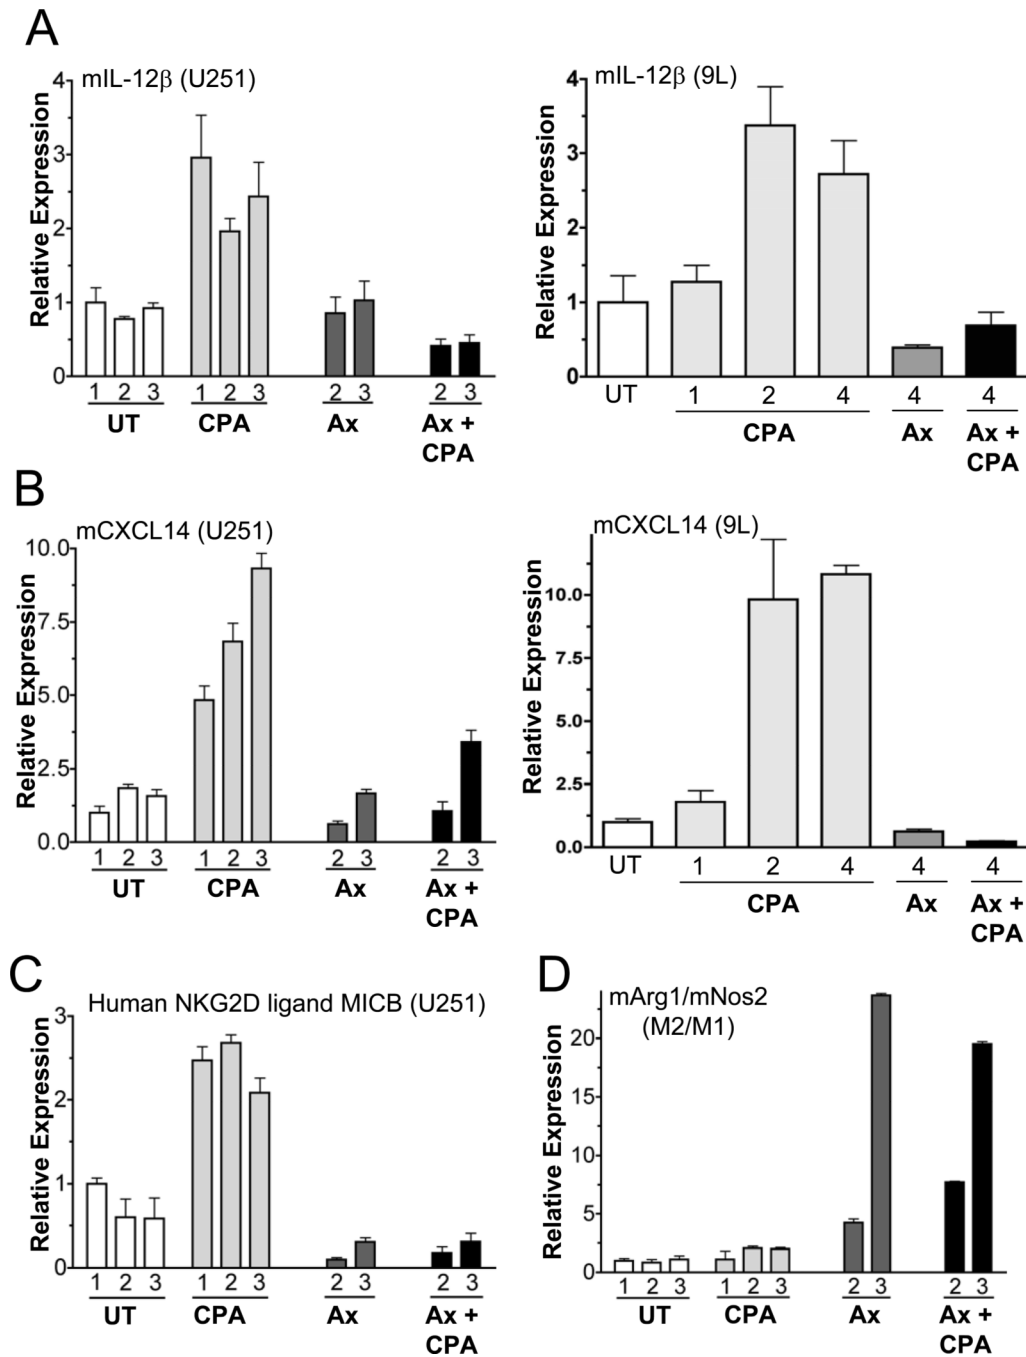 A
mIL-12β (U251)
Relative Expression
4
3
2
1
0
1 2 3 1 2 3 2 3 2 3
UT CPA Ax Ax +
CPA
mIL-12β (9L)
Relative Expression
4
3
2
1
0
UT 1 2 4 4 4
CPA Ax Ax +
CPA
B
mCXCL14 (U251)
Relative Expression
10.0
7.5
5.0
2.5
0.0
1 2 3 1 2 3 2 3 2 3
UT CPA Ax Ax +
CPA
mCXCL14 (9L)
Relative Expression
10.0
7.5
5.0
2.5
0.0
UT 1 2 4 4 4
CPA Ax Ax +
CPA
C
Human NKG2D ligand MICB (U251)
Relative Expression
3
2
1
0
1 2 3 1 2 3 2 3 2 3
UT CPA Ax Ax +
CPA
D
mArg1/mNos2
(M2/M1)
Relative Expression
20
15
10
5
0
1 2 3 1 2 3 2 3 2 3
UT CPA Ax Ax +
CPA